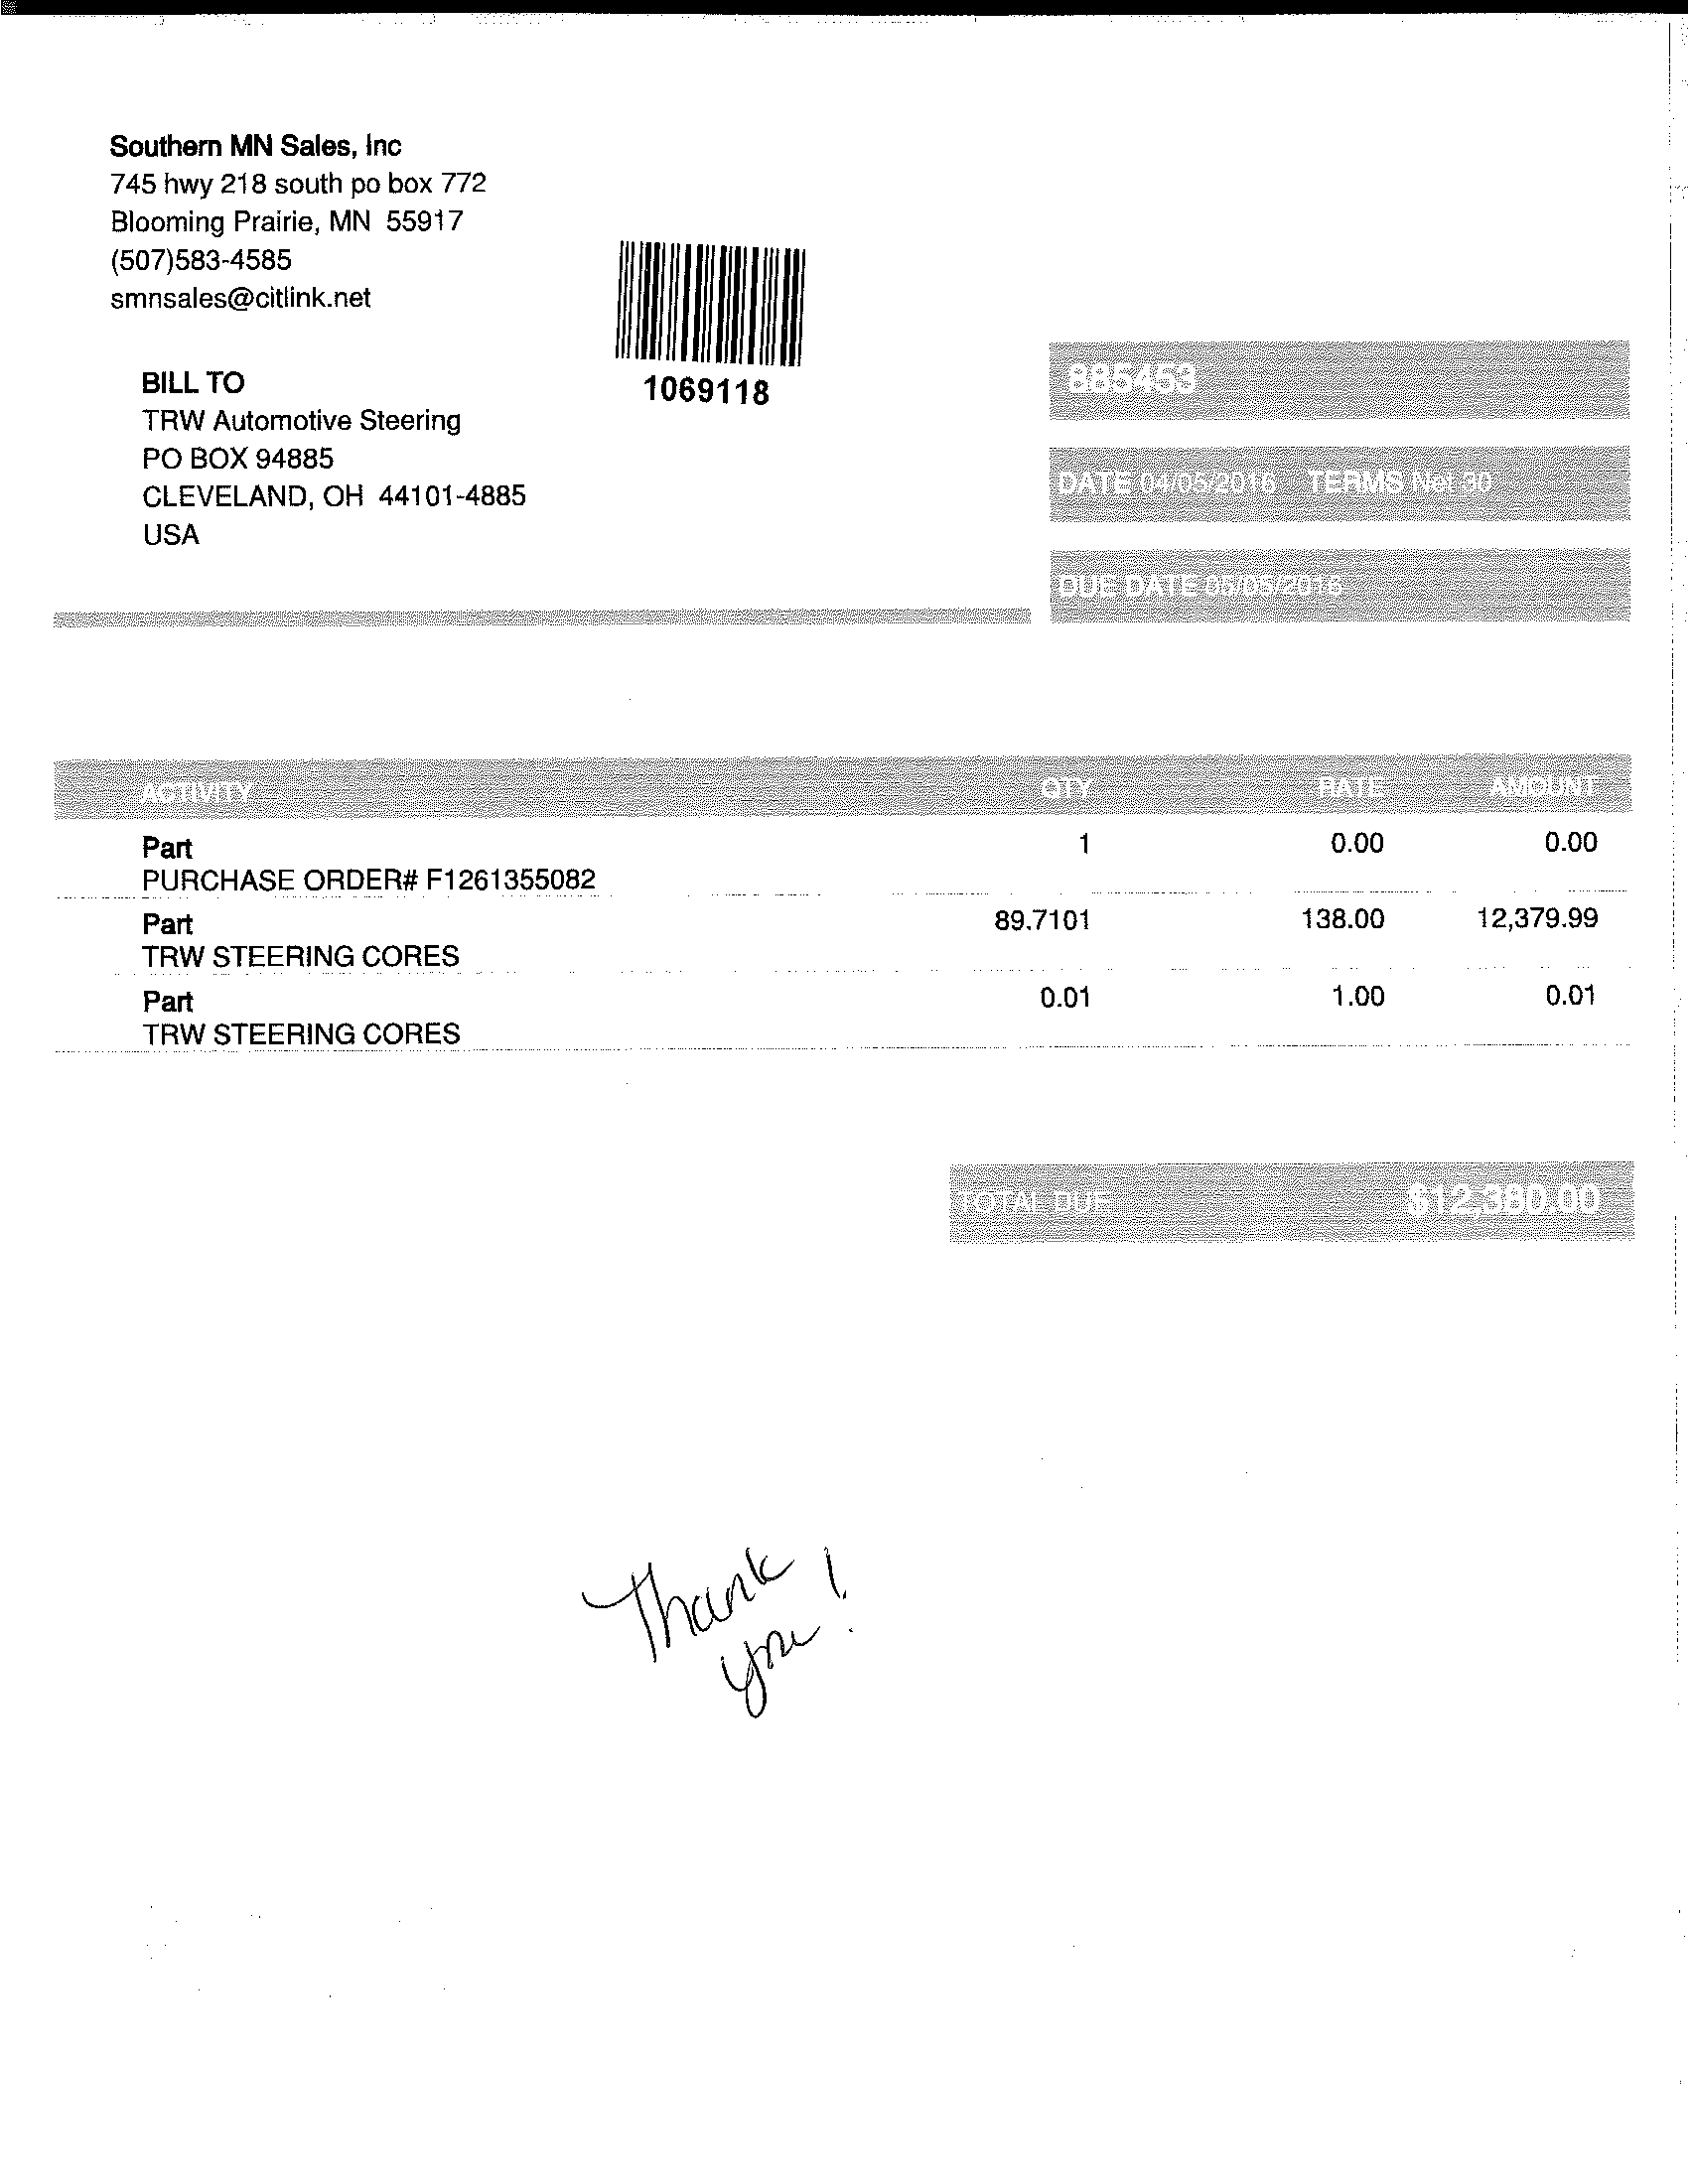 Southern MN Sales, Inc
745 hwy 218 south po box 772
Blooming Prairie, MN 55917
(507)583-4585
smnsales@citlink.net
1069118
BILL TO
TRW Automotive Steering
PO BOX 94885
CLEVELAND, OH 44101-4885
USA
885453
DATE 04/05/2016 TERMS Net 30
DUE DATE 05/05/2016
ACTIVITY QTY RATE AMOUNT
Part 1 0.00 0.00
PURCHASE ORDER# F1261355082
Part 89.7101 138.00 12,379.99
TRW STEERING CORES
Part 0.01 1.00 0.01
TRW STEERING CORES
TOTAL DUE $12,380.00
Thank
you!